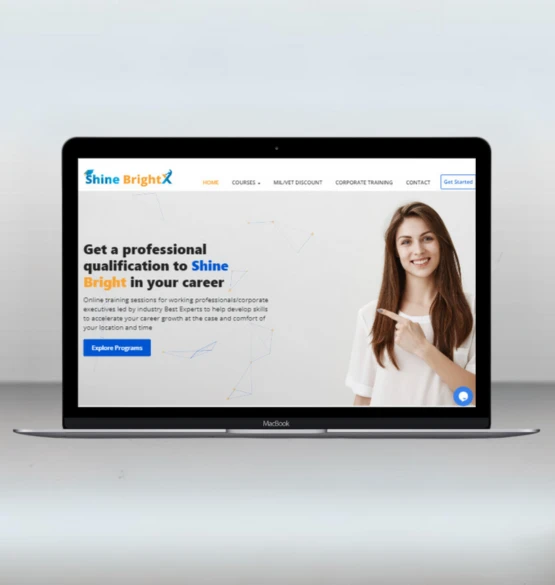 Shine BrightX
HOME
COURSES
MIL/VET DISCOUNT
CORPORATE TRAINING
CONTACT
Get Started
Get a professional
qualification to Shine
Bright in your career
Online training sessions for working professionals/corporate
executives led by industry Best Experts to help develop skills
to accelerate your career growth at the case and comfort of
your location and time
Explore Programs
MacBook